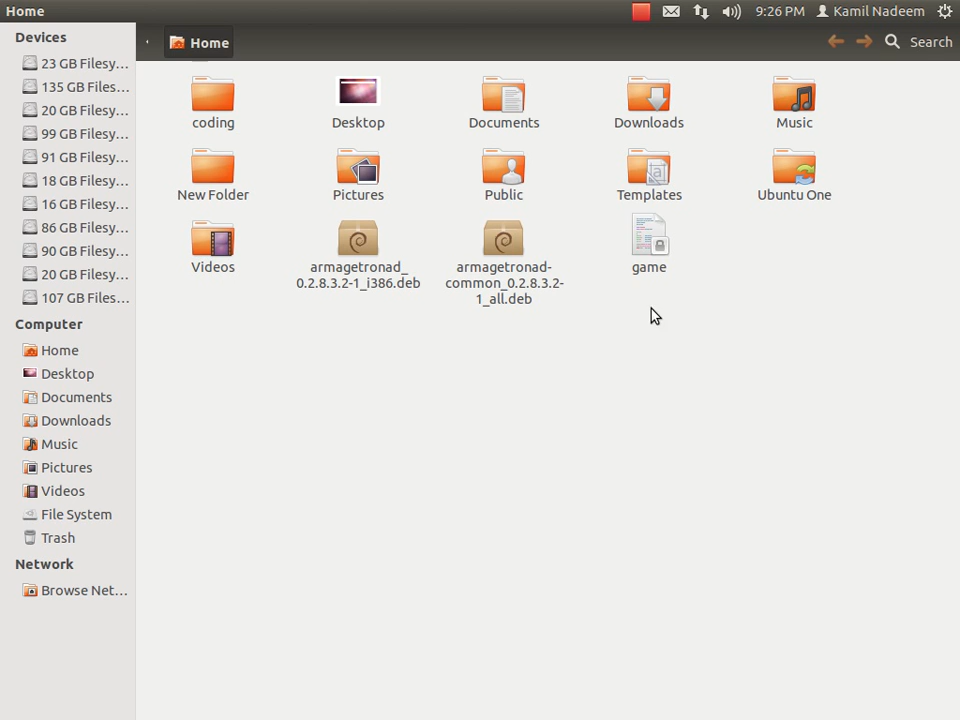 Home
9:26 PM
Kamil Nadeem
Devices
23 GB Filesy...
135 GB Files...
20 GB Filesy...
99 GB Filesy...
91 GB Filesy...
18 GB Filesy...
16 GB Filesy...
86 GB Filesy...
90 GB Filesy...
20 GB Filesy...
107 GB Files...
Computer
Home
Desktop
Documents
Downloads
Music
Pictures
Videos
File System
Trash
Network
Browse Net...
Home
Search
coding
Desktop
Documents
Downloads
Music
New Folder
Pictures
Public
Templates
Ubuntu One
Videos
armagetronad_
0.2.8.3.2-1_i386.deb
armagetronad-
common_0.2.8.3.2-
1_all.deb
game